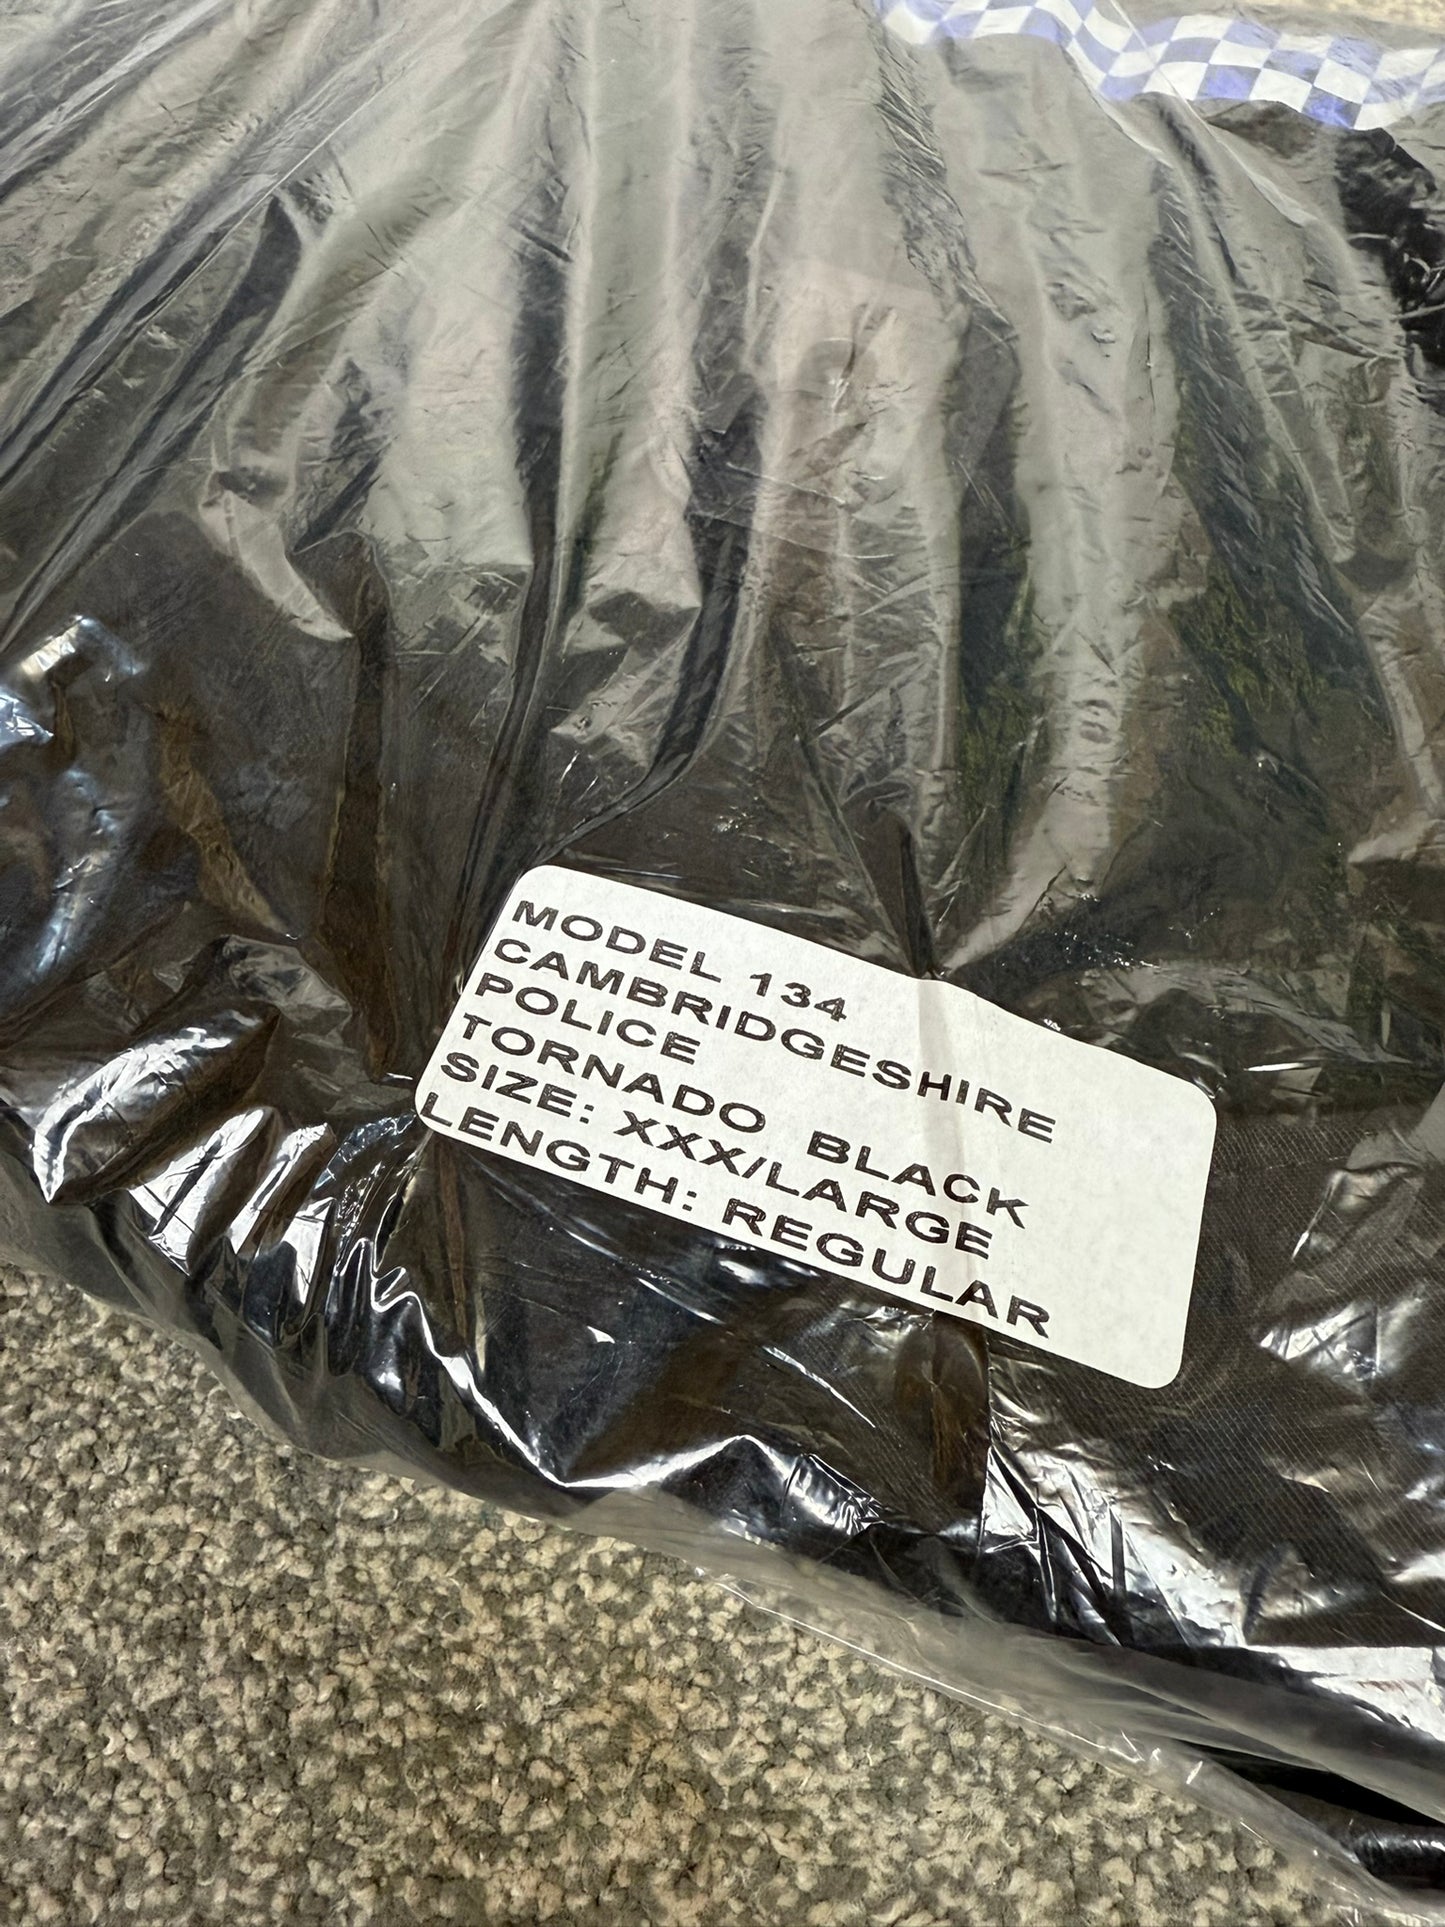 MODEL 134
CAMBRIDGESHIRE
POLICE
TORNADO BLACK
SIZE: XXX/LARGE
LENGTH: REGULAR